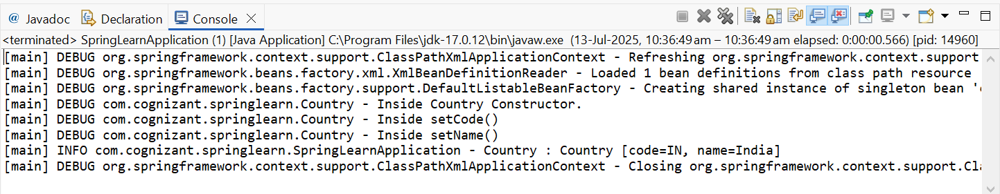 @ Javadoc Declaration Console
<terminated> SpringLearnApplication (1) [Java Application] C:\Program Files\jdk-17.0.12\bin\javaw.exe (13-Jul-2025, 10:36:49 am – 10:36:49 am elapsed: 0:00:00.566) [pid: 14960]
[main] DEBUG org.springframework.context.support.ClassPathXmlApplicationContext - Refreshing org.springframework.context.support
[main] DEBUG org.springframework.beans.factory.xml.XmlBeanDefinitionReader - Loaded 1 bean definitions from class path resource
[main] DEBUG org.springframework.beans.factory.support.DefaultListableBeanFactory - Creating shared instance of singleton bean '
[main] DEBUG com.cognizant.springlearn.Country - Inside Country Constructor.
[main] DEBUG com.cognizant.springlearn.Country - Inside setCode()
[main] DEBUG com.cognizant.springlearn.Country - Inside setName()
[main] INFO com.cognizant.springlearn.SpringLearnApplication - Country : Country [code=IN, name=India]
[main] DEBUG org.springframework.context.support.ClassPathXmlApplicationContext - Closing org.springframework.context.support.Cla